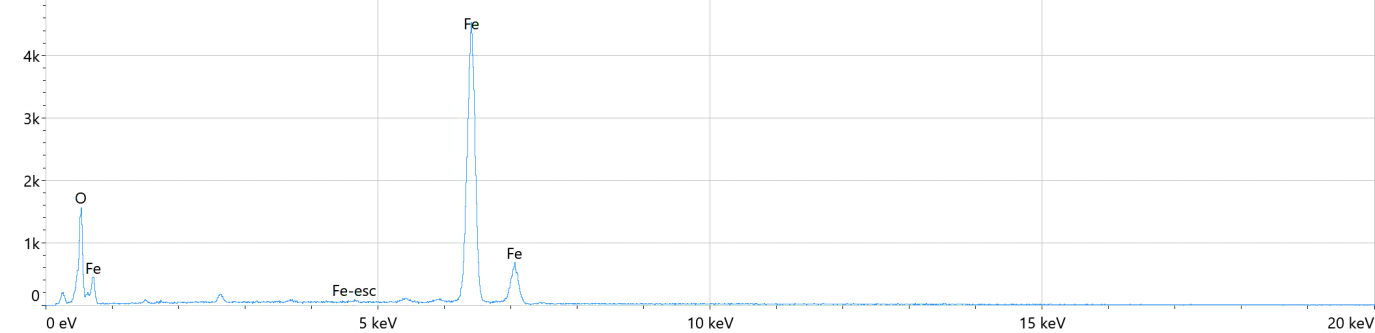 Fe
4k
3k
2k
O
1k
Fe
Fe
Fe-esc
0
0 eV
5 keV
10 keV
15 keV
20 keV